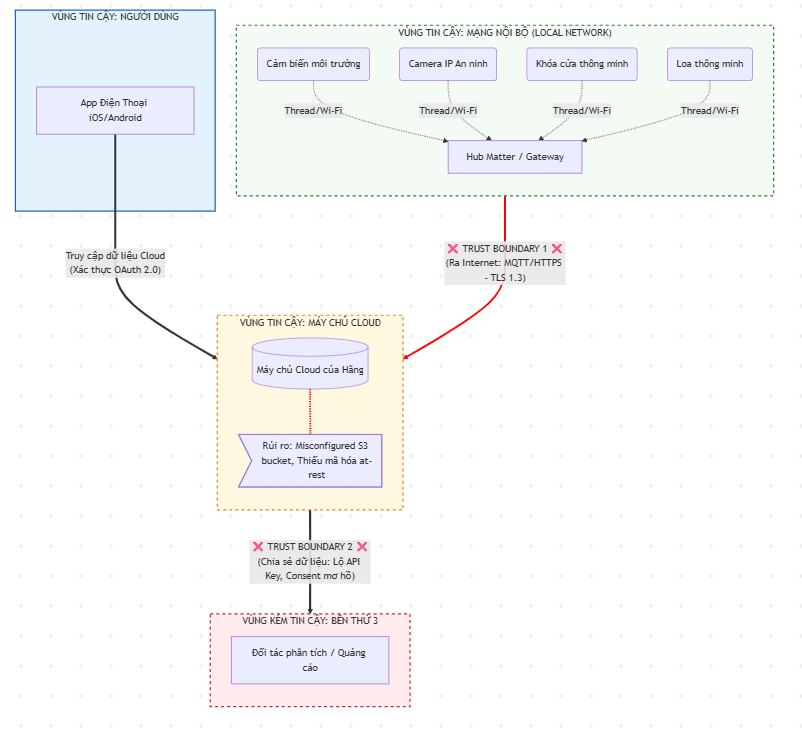 VÙNG TIN CẬY: NGƯỜI DÙNG
App Điện Thoại
iOS/Android
VÙNG TIN CẬY: MẠNG NỘI BỘ (LOCAL NETWORK)
Cảm biến môi trường
Camera IP An ninh
Khóa cửa thông minh
Loa thông minh
Thread/Wi-Fi
Thread/Wi-Fi
Thread/Wi-Fi
Thread/Wi-Fi
Hub Matter / Gateway
Truy cập dữ liệu Cloud
(Xác thực OAuth 2.0)
❌ TRUST BOUNDARY 1 ❌
(Ra Internet: MQTT/HTTPS
- TLS 1.3)
VÙNG TIN CẬY: MÁY CHỦ CLOUD
Máy chủ Cloud của Hãng
Rủi ro: Misconfigured S3
bucket, Thiếu mã hóa at-
rest
❌ TRUST BOUNDARY 2 ❌
(Chia sẻ dữ liệu: Lộ API
Key, Consent mơ hồ)
VÙNG KÉM TIN CẬY: BÊN THỨ 3
Đối tác phân tích / Quảng
cáo